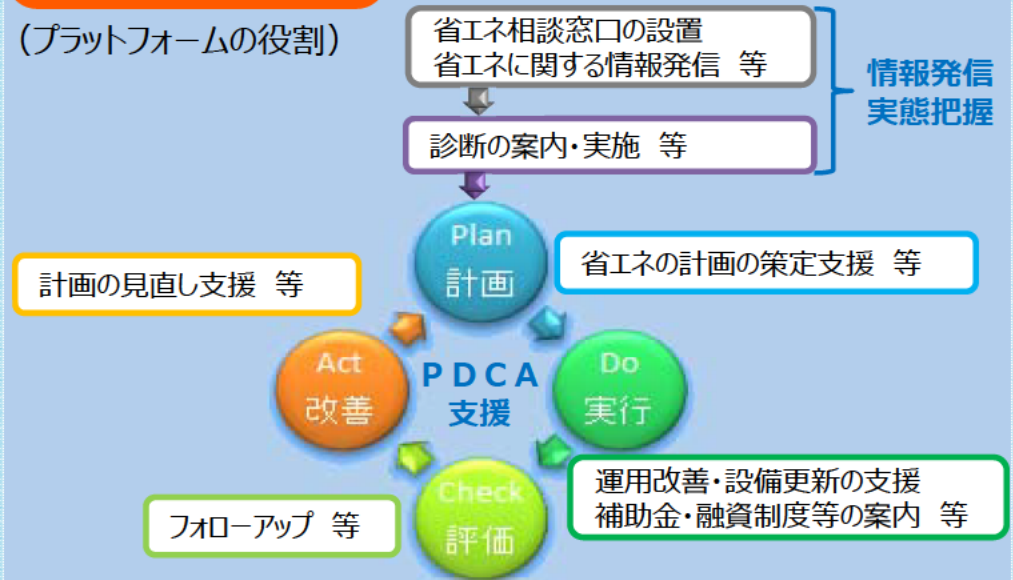 （プラットフォームの役割）
省エネ相談窓口の設置
省エネに関する情報発信　等
情報発信
実態把握
診断の案内・実施　等
Plan
計画
省エネの計画の策定支援　等
計画の見直し支援　等
Act
改善
ＰＤＣＡ
支援
Do
実行
運用改善・設備更新の支援
補助金・融資制度等の案内　等
Check
評価
フォローアップ　等